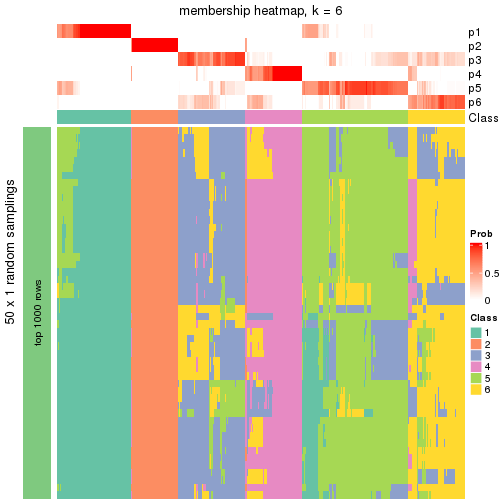 membership heatmap, k = 6
p1
p2
p3
p4
p5
p6
Class
50 x 1 random samplings
top 1000 rows
Prob
1
0.5
0
Class
1
2
3
4
5
6